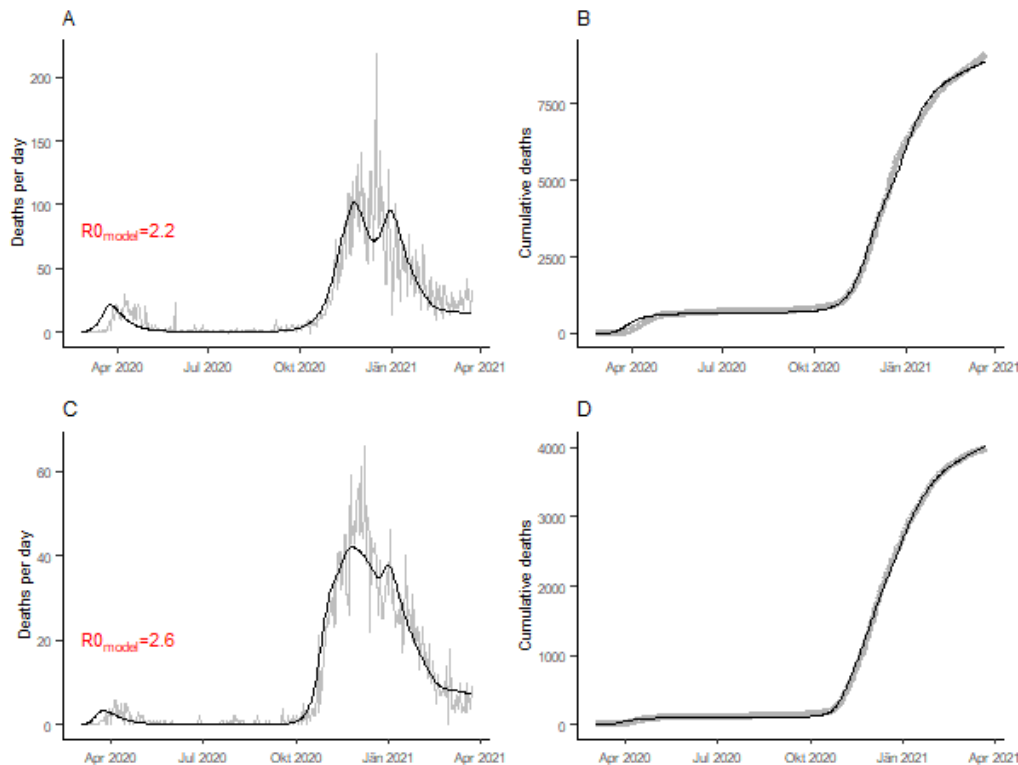 A
B
200
150
100
50
0
Deaths per day
R0model=2.2
Apr 2020 Jul 2020 Okt 2020 Jän 2021 Apr 2021
7500
5000
2500
0
Cumulative deaths
Apr 2020 Jul 2020 Okt 2020 Jän 2021 Apr 2021
C
D
60
40
20
0
Deaths per day
R0model=2.6
Apr 2020 Jul 2020 Okt 2020 Jän 2021 Apr 2021
4000
3000
2000
1000
0
Cumulative deaths
Apr 2020 Jul 2020 Okt 2020 Jän 2021 Apr 2021